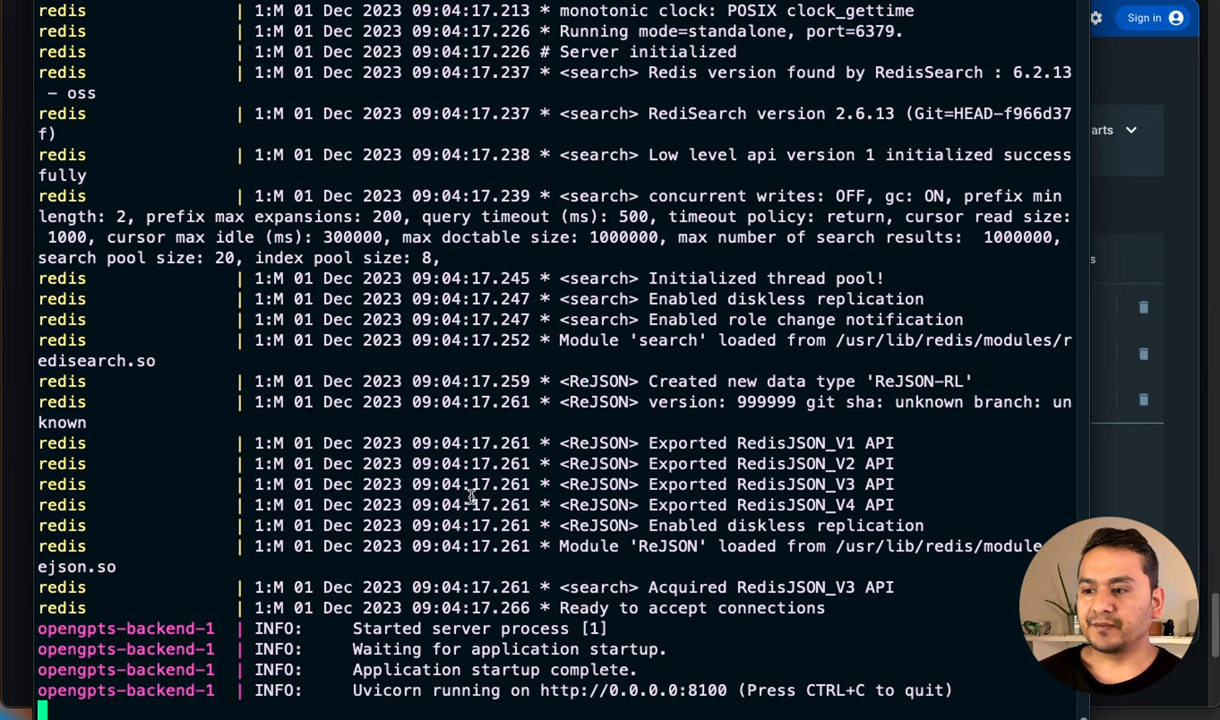 redis | 1:M 01 Dec 2023 09:04:17.213 * monotonic clock: POSIX clock_gettime
Sign in
redis | 1:M 01 Dec 2023 09:04:17.226 * Running mode=standalone, port=6379.
redis | 1:M 01 Dec 2023 09:04:17.226 # Server initialized
redis | 1:M 01 Dec 2023 09:04:17.237 * <search> Redis version found by RedisSearch : 6.2.13
- oss
redis | 1:M 01 Dec 2023 09:04:17.237 * <search> RediSearch version 2.6.13 (Git=HEAD-f966d37
f)
arts
redis | 1:M 01 Dec 2023 09:04:17.238 * <search> Low level api version 1 initialized success
fully
redis | 1:M 01 Dec 2023 09:04:17.239 * <search> concurrent writes: OFF, gc: ON, prefix min
length: 2, prefix max expansions: 200, query timeout (ms): 500, timeout policy: return, cursor read size:
1000, cursor max idle (ms): 300000, max doctable size: 1000000, max number of search results:  1000000,
search pool size: 20, index pool size: 8,
s
redis | 1:M 01 Dec 2023 09:04:17.245 * <search> Initialized thread pool!
redis | 1:M 01 Dec 2023 09:04:17.247 * <search> Enabled diskless replication
redis | 1:M 01 Dec 2023 09:04:17.247 * <search> Enabled role change notification
redis | 1:M 01 Dec 2023 09:04:17.252 * Module 'search' loaded from /usr/lib/redis/modules/r
edisearch.so
redis | 1:M 01 Dec 2023 09:04:17.259 * <ReJSON> Created new data type 'ReJSON-RL'
redis | 1:M 01 Dec 2023 09:04:17.261 * <ReJSON> version: 999999 git sha: unknown branch: un
known
redis | 1:M 01 Dec 2023 09:04:17.261 * <ReJSON> Exported RedisJSON_V1 API
redis | 1:M 01 Dec 2023 09:04:17.261 * <ReJSON> Exported RedisJSON_V2 API
redis | 1:M 01 Dec 2023 09:04:17.261 * <ReJSON> Exported RedisJSON_V3 API
redis | 1:M 01 Dec 2023 09:04:17.261 * <ReJSON> Exported RedisJSON_V4 API
redis | 1:M 01 Dec 2023 09:04:17.261 * <ReJSON> Enabled diskless replication
redis | 1:M 01 Dec 2023 09:04:17.261 * Module 'ReJSON' loaded from /usr/lib/redis/module
ejson.so
redis | 1:M 01 Dec 2023 09:04:17.261 * <search> Acquired RedisJSON_V3 API
redis | 1:M 01 Dec 2023 09:04:17.266 * Ready to accept connections
opengpts-backend-1 | INFO: Started server process [1]
opengpts-backend-1 | INFO: Waiting for application startup.
opengpts-backend-1 | INFO: Application startup complete.
opengpts-backend-1 | INFO: Uvicorn running on http://0.0.0.0:8100 (Press CTRL+C to quit)